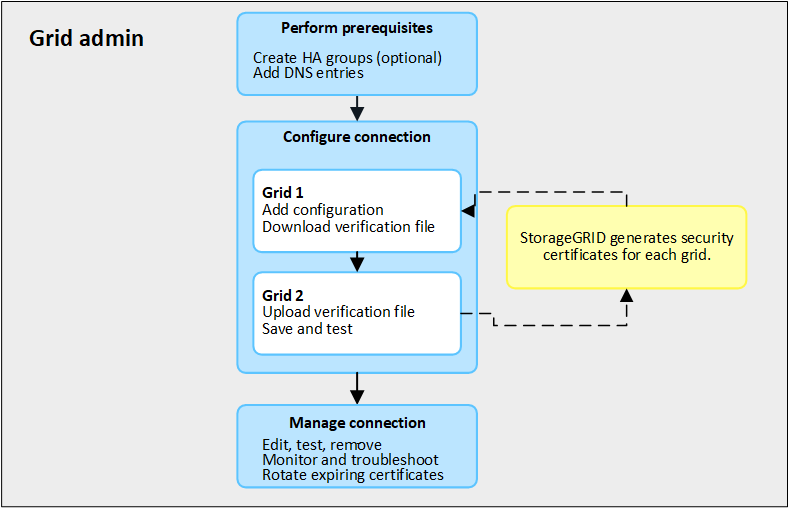 Grid admin
Perform prerequisites
Create HA groups (optional)
Add DNS entries
Configure connection
Grid 1
Add configuration
Download verification file
StorageGRID generates security
certificates for each grid.
Grid 2
Upload verification file
Save and test
Manage connection
Edit, test, remove
Monitor and troubleshoot
Rotate expiring certificates